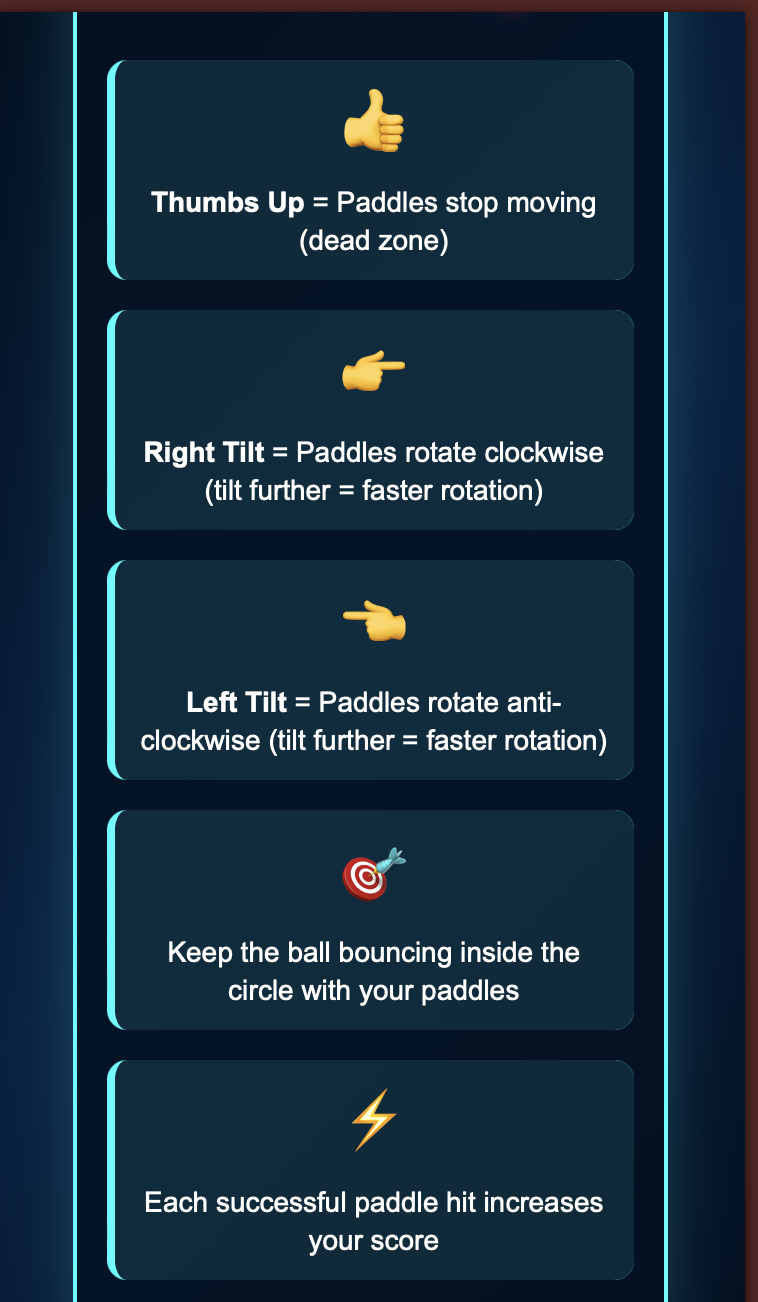 Thumbs Up = Paddles stop moving
(dead zone)
Right Tilt = Paddles rotate clockwise
(tilt further = faster rotation)
Left Tilt = Paddles rotate anti-
clockwise (tilt further = faster rotation)
Keep the ball bouncing inside the
circle with your paddles
Each successful paddle hit increases
your score